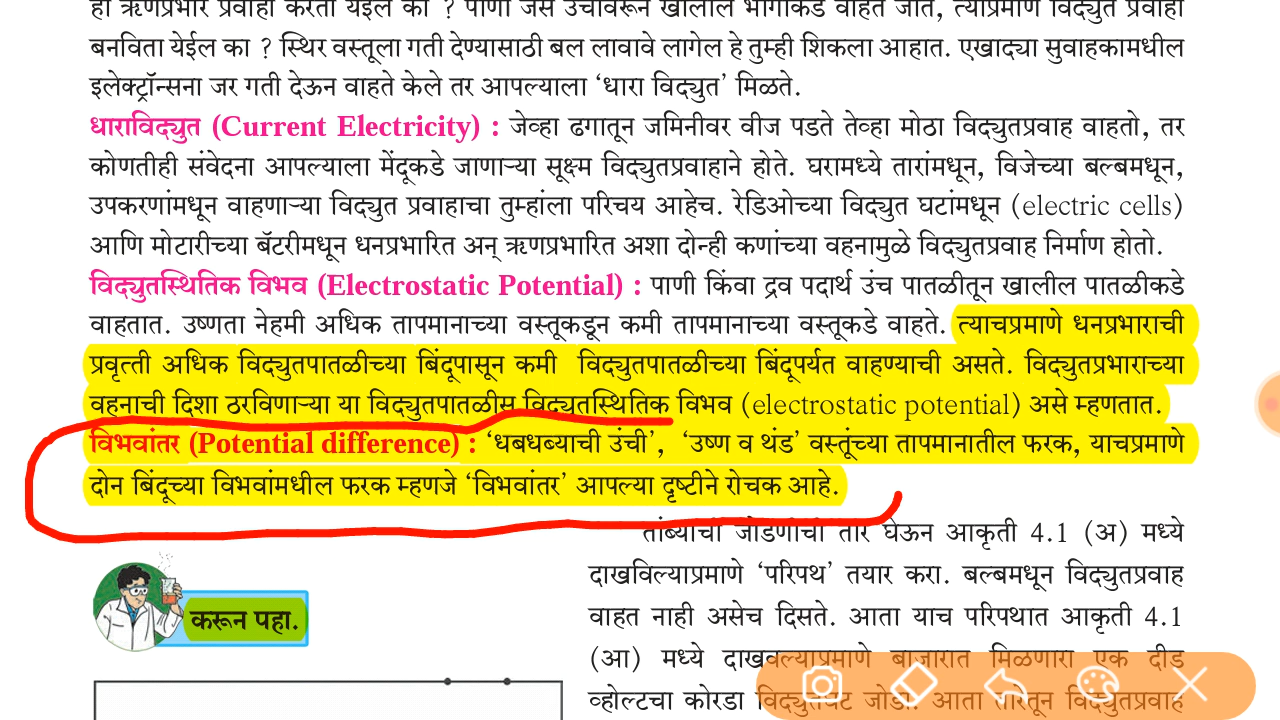 ही ऋणप्रभार प्रवाही करता येईल का ? पाणी जसे उंचावरून खालील भागाकडे वाहत जाते, त्याप्रमाणे विद्युत प्रवाही
बनविता येईल का ? स्थिर वस्तूला गती देण्यासाठी बल लावावे लागेल हे तुम्ही शिकला आहात. एखाद्या सुवाहकामधील
इलेक्ट्रॉन्सना जर गती देऊन वाहते केले तर आपल्याला ‘धारा विद्युत’ मिळते.
धाराविद्युत (Current Electricity) : जेव्हा ढगातून जमिनीवर वीज पडते तेव्हा मोठा विद्युतप्रवाह वाहतो, तर
कोणतीही संवेदना आपल्याला मेंदूकडे जाणाऱ्या सूक्ष्म विद्युतप्रवाहाने होते. घरामध्ये तारांमधून, विजेच्या बल्बमधून,
उपकरणांमधून वाहणाऱ्या विद्युत प्रवाहाचा तुम्हांला परिचय आहेच. रेडिओच्या विद्युत घटांमधून (electric cells)
आणि मोटारीच्या बॅटरीमधून धनप्रभारित अन् ऋणप्रभारित अशा दोन्ही कणांच्या वहनामुळे विद्युतप्रवाह निर्माण होतो.
विद्युतस्थितिक विभव (Electrostatic Potential) : पाणी किंवा द्रव पदार्थ उंच पातळीतून खालील पातळीकडे
वाहतात. उष्णता नेहमी अधिक तापमानाच्या वस्तूकडून कमी तापमानाच्या वस्तूकडे वाहते. त्याचप्रमाणे धनप्रभाराची
प्रवृत्ती अधिक विद्युतपातळीच्या बिंदूपासून कमी विद्युतपातळीच्या बिंदूपर्यत वाहण्याची असते. विद्युतप्रभाराच्या
वहनाची दिशा ठरविणाऱ्या या विद्युतपातळीस विद्युतस्थितिक विभव (electrostatic potential) असे म्हणतात.
विभवांतर (Potential difference) : ‘धबधब्याची उंची’, ‘उष्ण व थंड’ वस्तूंच्या तापमानातील फरक, याचप्रमाणे
दोन बिंदूच्या विभवांमधील फरक म्हणजे ‘विभवांतर’ आपल्या दृष्टीने रोचक आहे.
तांब्याची जोडणीची तार घेऊन आकृती 4.1 (अ) मध्ये
दाखविल्याप्रमाणे ‘परिपथ’ तयार करा. बल्बमधून विद्युतप्रवाह
करून पहा.
वाहत नाही असेच दिसते. आता याच परिपथात आकृती 4.1
(आ) मध्ये दाखवल्याप्रमाणे बाजारात मिळणारा एक दीड
व्होल्टचा कोरडा विद्युतघट जोडा. आता तारेतून विद्युतप्रवाह